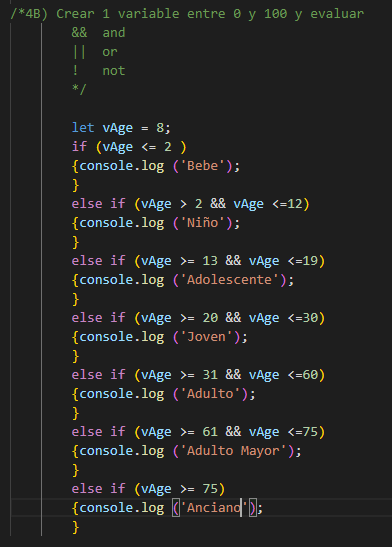 /*4B) Crear 1 variable entre 0 y 100 y evaluar
&& and
|| or
! not
*/
let vAge = 8;
if (vAge <= 2 )
{console.log ('Bebe');
}
else if (vAge > 2 && vAge <=12)
{console.log ('Niño');
}
else if (vAge >= 13 && vAge <=19)
{console.log ('Adolescente');
}
else if (vAge >= 20 && vAge <=30)
{console.log ('Joven');
}
else if (vAge >= 31 && vAge <=60)
{console.log ('Adulto');
}
else if (vAge >= 61 && vAge <=75)
{console.log ('Adulto Mayor');
}
else if (vAge >= 75)
{console.log ('Anciano');
}